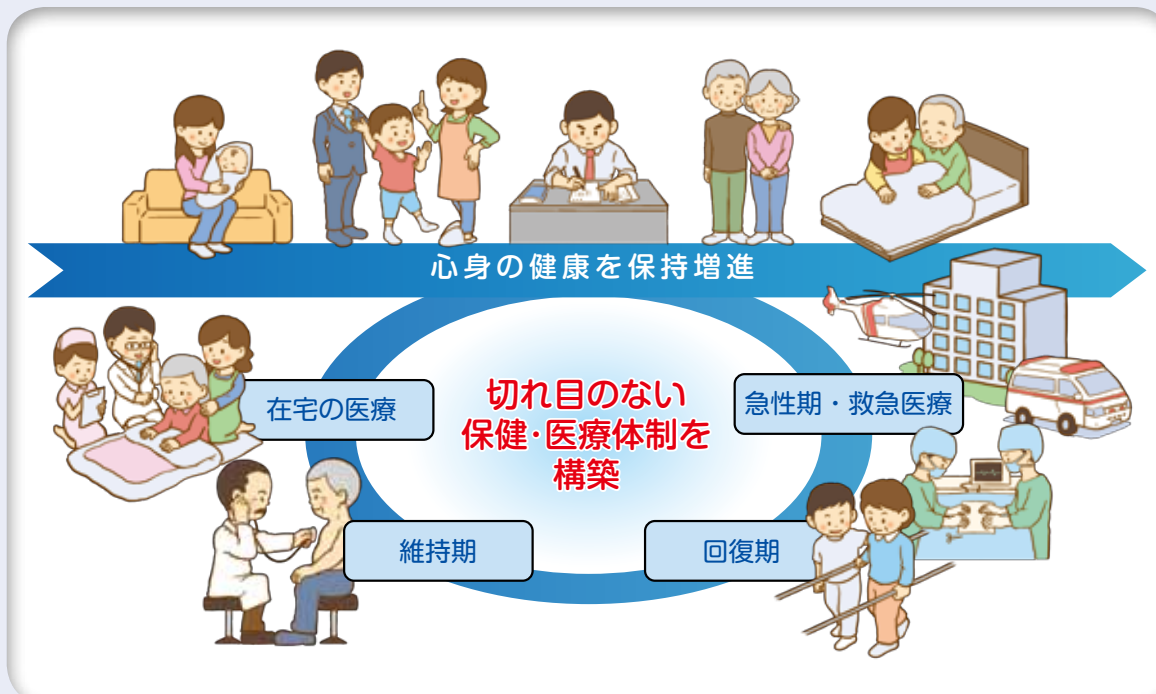 心身の健康を保持増進
切れ目のない
保健・医療体制を
構築
在宅の医療
急性期・救急医療
維持期
回復期